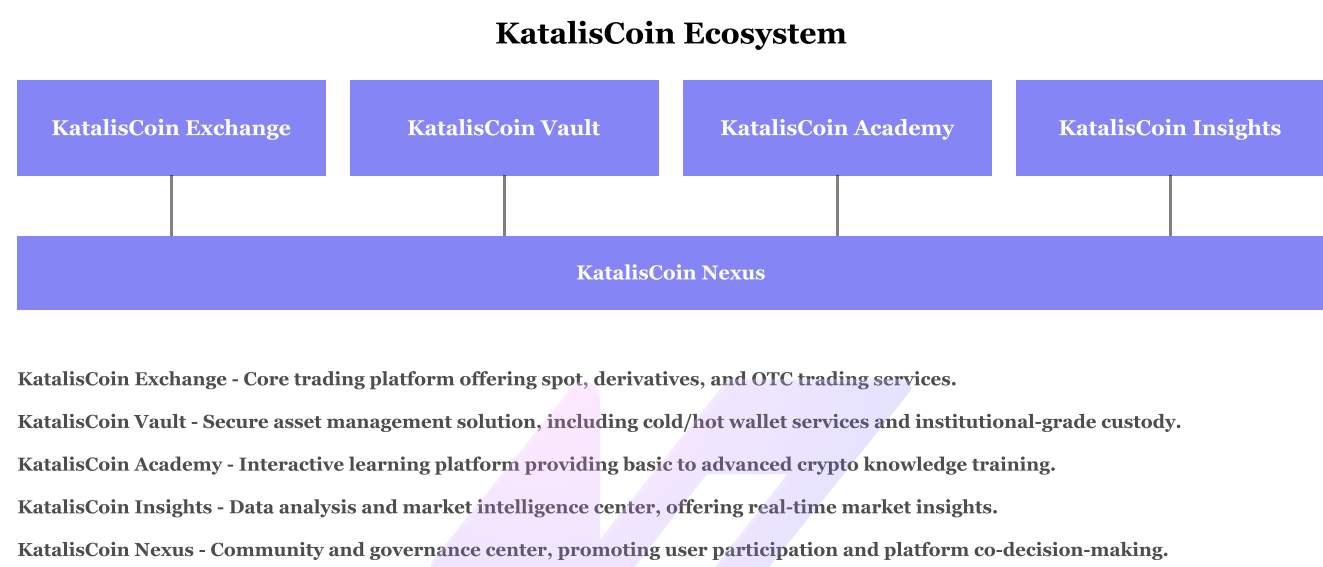 KatalisCoin Ecosystem
KatalisCoin Exchange
KatalisCoin Vault
KatalisCoin Academy
KatalisCoin Insights
KatalisCoin Nexus
KatalisCoin Exchange - Core trading platform offering spot, derivatives, and OTC trading services.
KatalisCoin Vault - Secure asset management solution, including cold/hot wallet services and institutional-grade custody.
KatalisCoin Academy - Interactive learning platform providing basic to advanced crypto knowledge training.
KatalisCoin Insights - Data analysis and market intelligence center, offering real-time market insights.
KatalisCoin Nexus - Community and governance center, promoting user participation and platform co-decision-making.